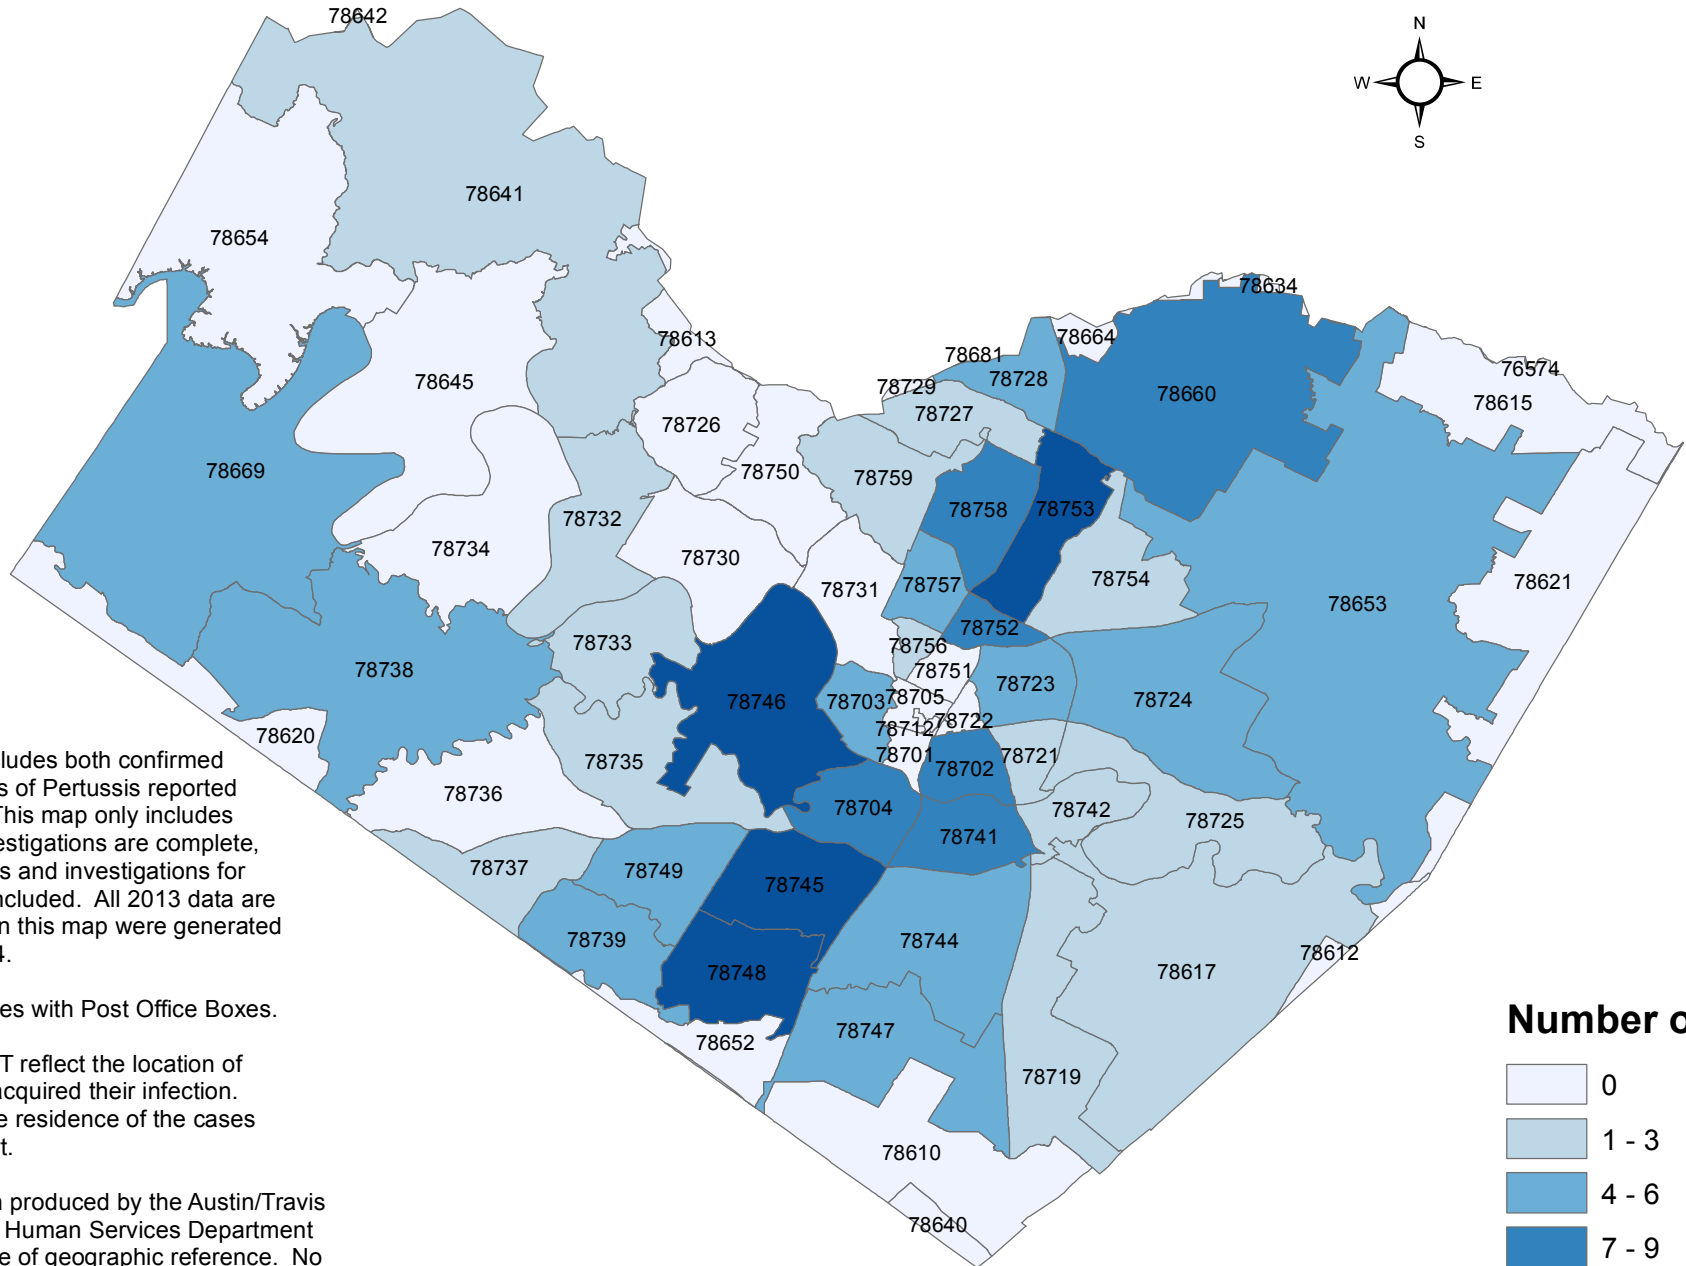 78642
N
W E
S
78641
78654
78634
78613
78664
78681
78729
78728
76574
78645
78660
78615
78727
78726
78669
78750
78759
78732
78758
78753
78734
78730
78757
78754
78731
78621
78653
78752
78733
78756
78738
78751
78723
78746
78703
78705
78724
78712
78722
78620
78735
78701
78721
78702
78736
78704
78742
78725
78741
78737
78749
78745
78739
78744
78748
78617
78612
78747
78652
78719
78610
78640
cludes both confirmed
s of Pertussis reported
This map only includes
estigations are complete,
s and investigations for
ncluded. All 2013 data are
n this map were generated
4.
es with Post Office Boxes.
T reflect the location of
acquired their infection.
e residence of the cases
t.
n produced by the Austin/Travis
Human Services Department
e of geographic reference. No
Number o
0
1 - 3
4 - 6
7 - 9